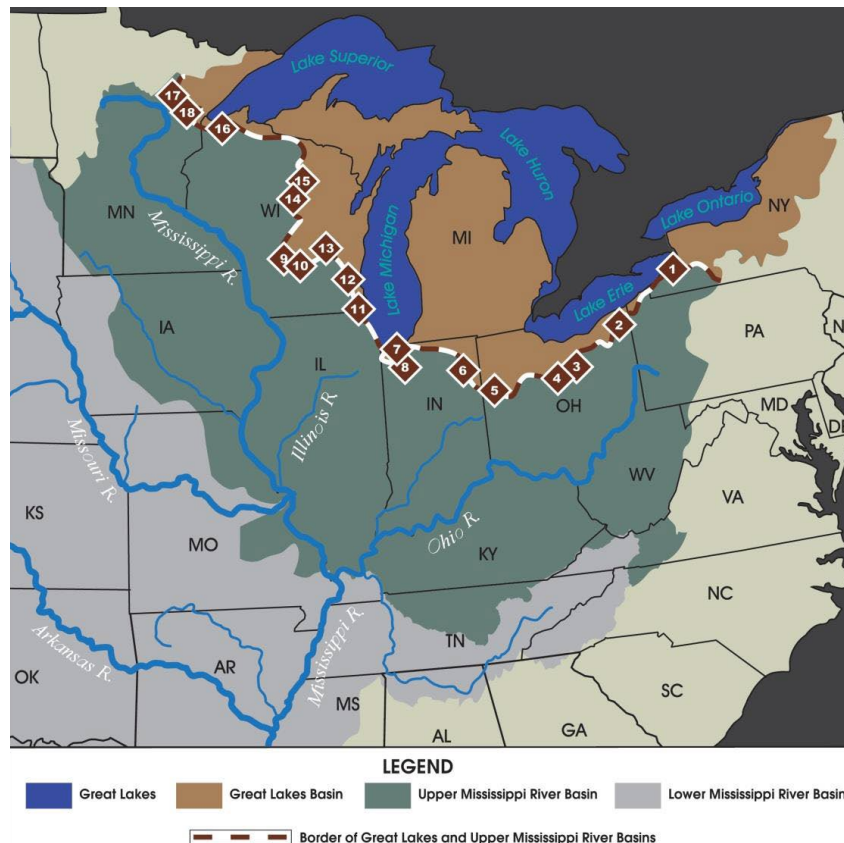 Lake Superior
17
18
16
Lake Huron
15
14
MN
WI
Mississippi R.
Lake Michigan
MI
Lake Ontario
NY
9
10
13
12
11
1
Lake Erie
2
IA
PA
N
7
8
6
5
4
3
IL
IN
OH
MD
DE
Illinois R.
Missouri R.
WV
VA
KS
MO
Ohio R.
KY
NC
Arkansas R.
Mississippi R.
TN
OK
AR
SC
MS
AL
GA
LEGEND
Great Lakes
Great Lakes Basin
Upper Mississippi River Basin
Lower Mississippi River Basin
Border of Great Lakes and Upper Mississippi River Basins